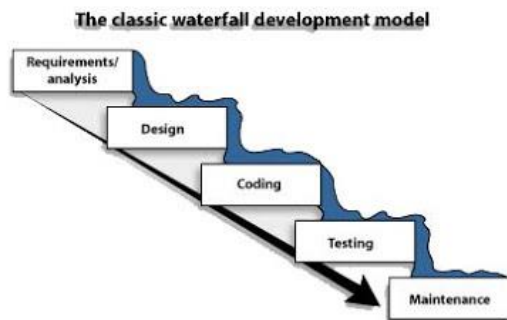 The classic waterfall development model
Requirements/
analysis
Design
Coding
Testing
Maintenance